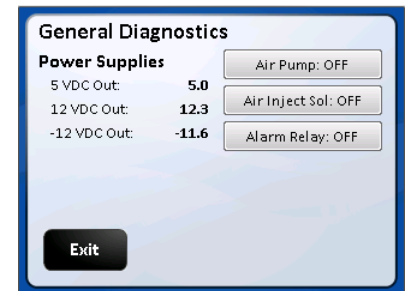 General Diagnostics
Power Supplies
5 VDC Out: 5.0
12 VDC Out: 12.3
-12 VDC Out: -11.6
Air Pump: OFF
Air Inject Sol: OFF
Alarm Relay: OFF
Exit